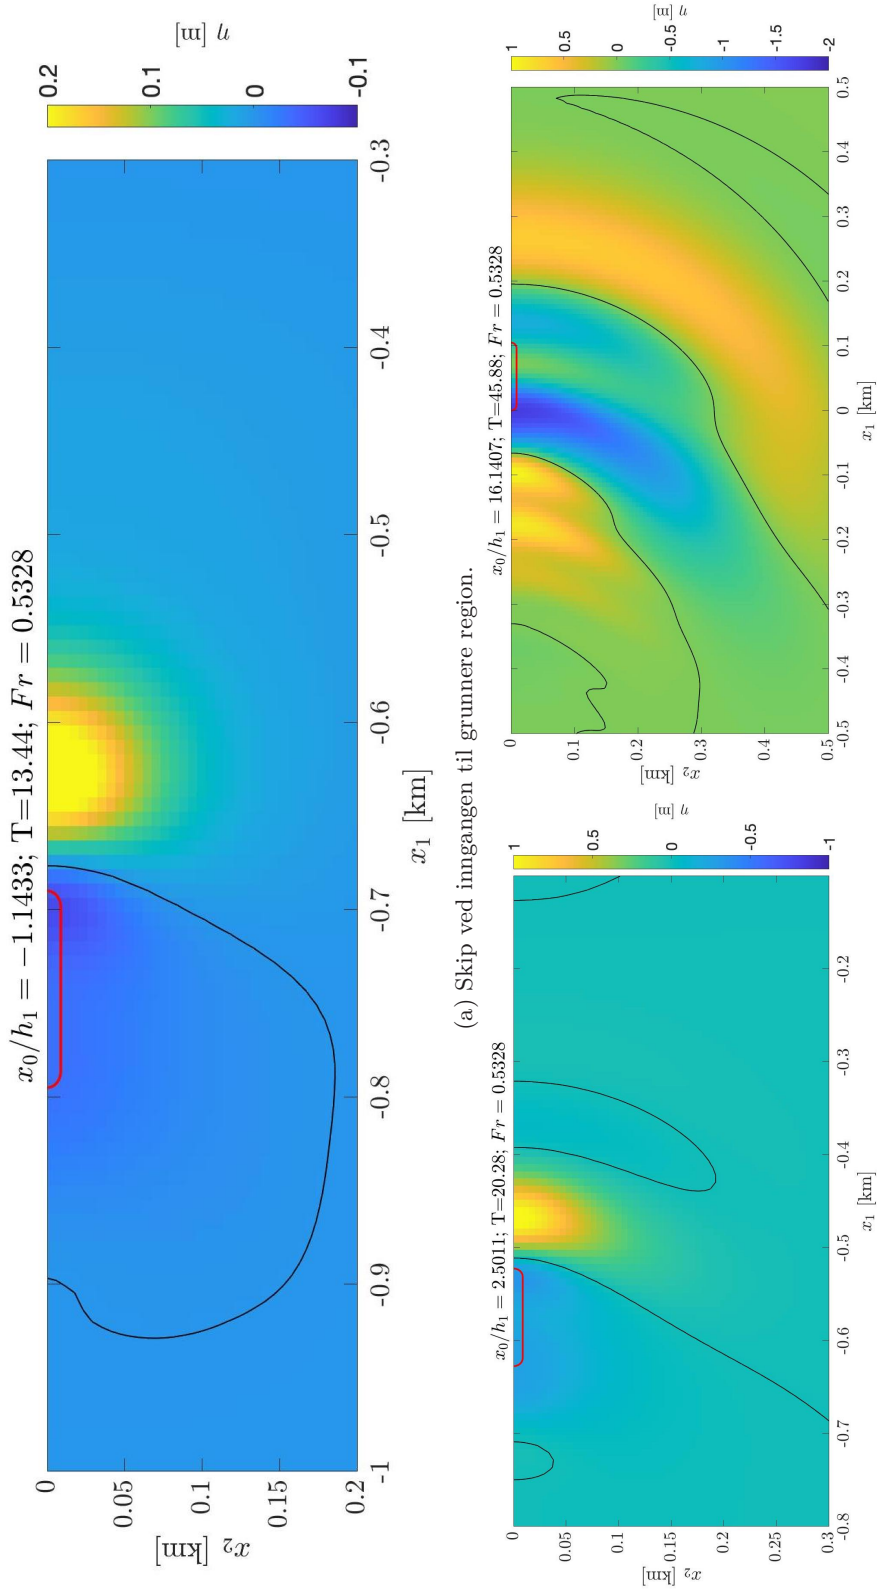 x₀/h₁ = −1.1433; T=13.44; Fr = 0.5328
0
0.05
0.1
0.15
0.2
x₂ [km]
-1 -0.9 -0.8 -0.7 -0.6 -0.5 -0.4 -0.3
x₁ [km]
0.2
0.1
0
-0.1
η [m]
(a) Skip ved inngangen til grunnere region.
x₀/h₁ = 2.5011; T=20.28; Fr = 0.5328
0
0.05
0.1
0.15
0.2
0.25
0.3
x₂ [km]
-0.8 -0.7 -0.6 -0.5 -0.4 -0.3 -0.2
x₁ [km]
1
0.5
0
-0.5
-1
η [m]
x₀/h₁ = 16.1407; T=45.88; Fr = 0.5328
0
0.1
0.2
0.3
0.4
0.5
x₂ [km]
-0.5 -0.4 -0.3 -0.2 -0.1 0 0.1 0.2 0.3 0.4 0.5
x₁ [km]
1
0.5
0
-0.5
-1
-1.5
-2
η [m]